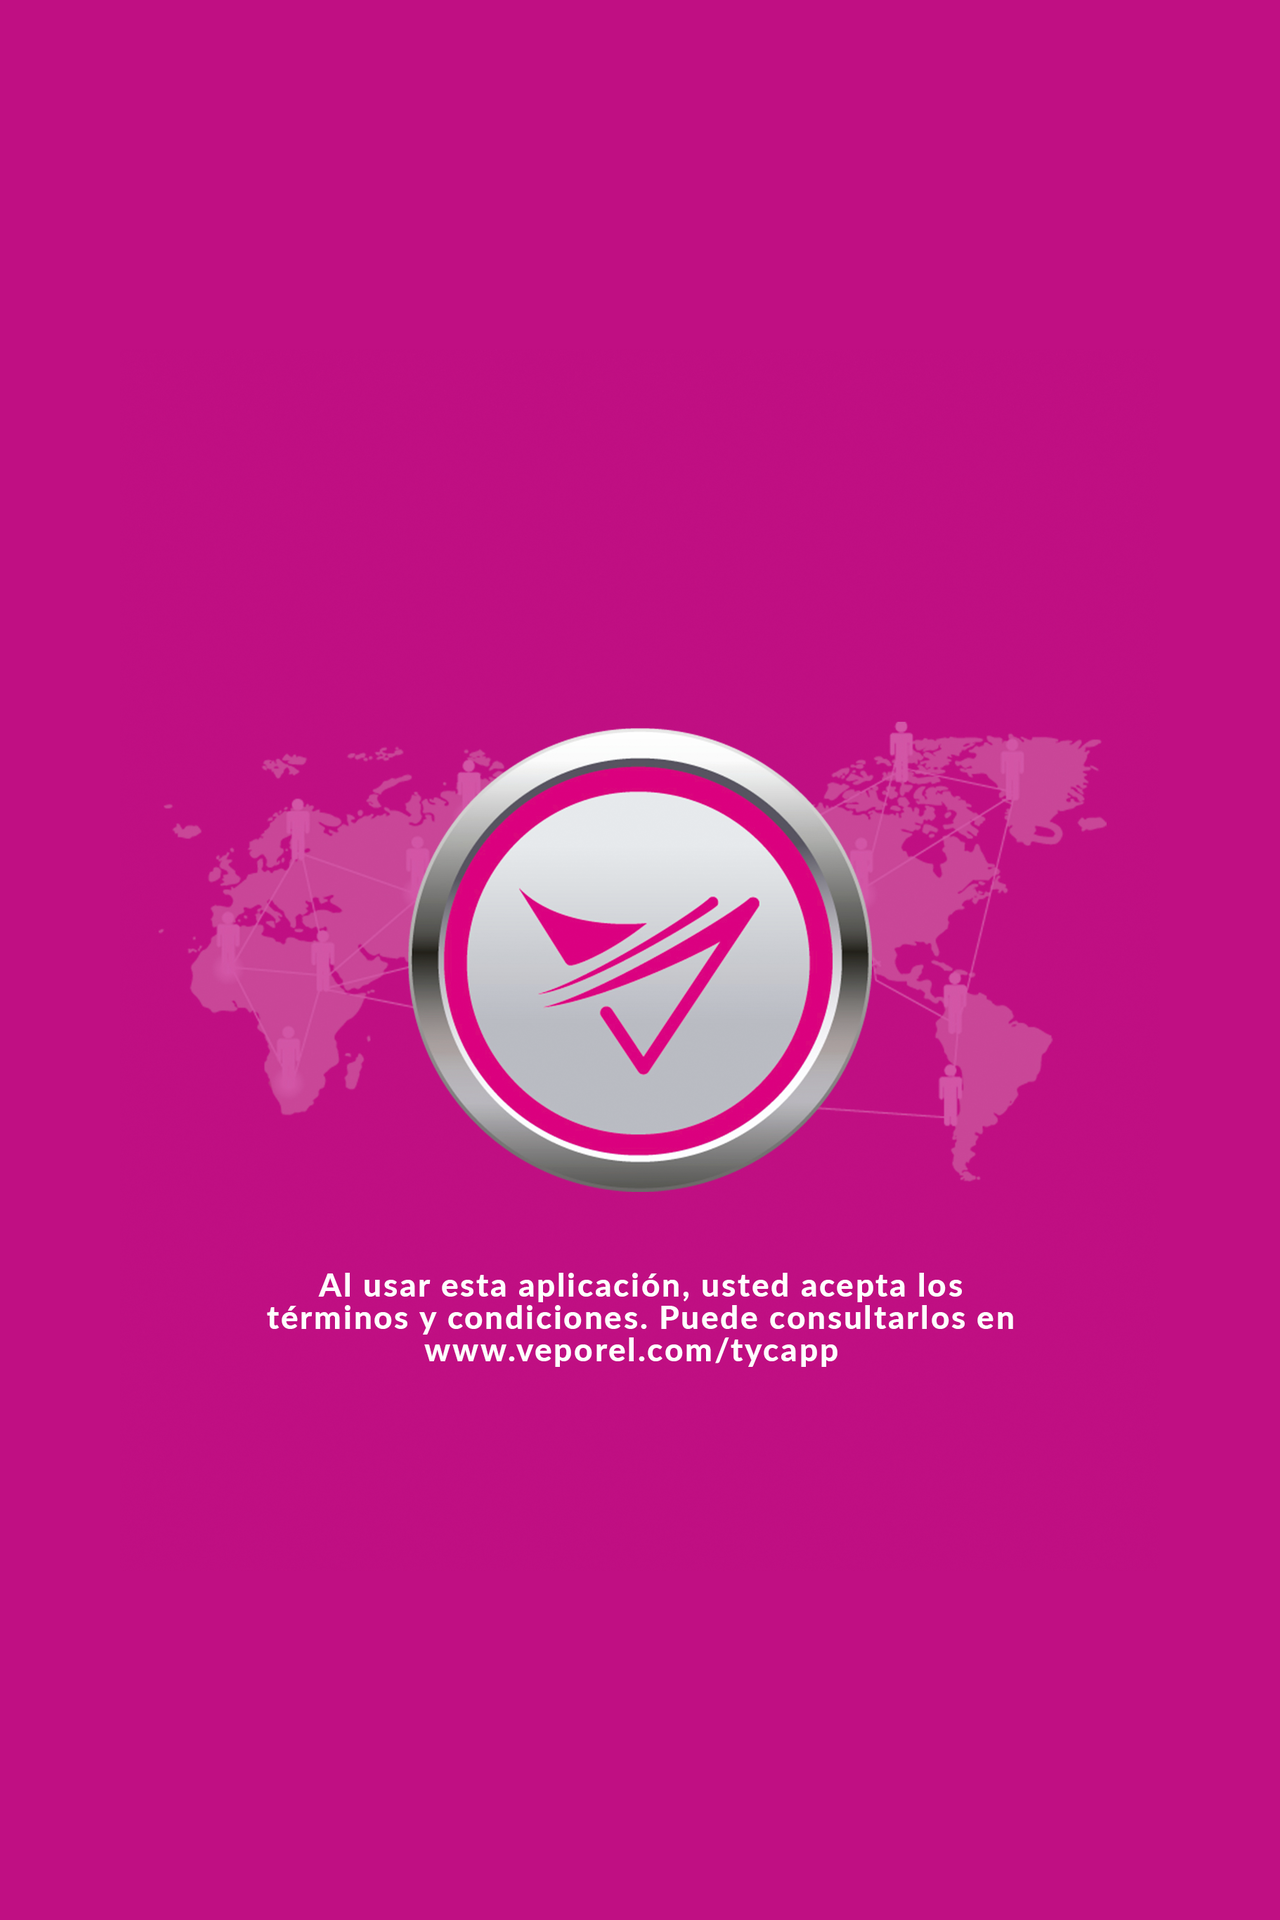 Al usar esta aplicación, usted acepta los
términos y condiciones. Puede consultarlos en
www.veporel.com/tycapp